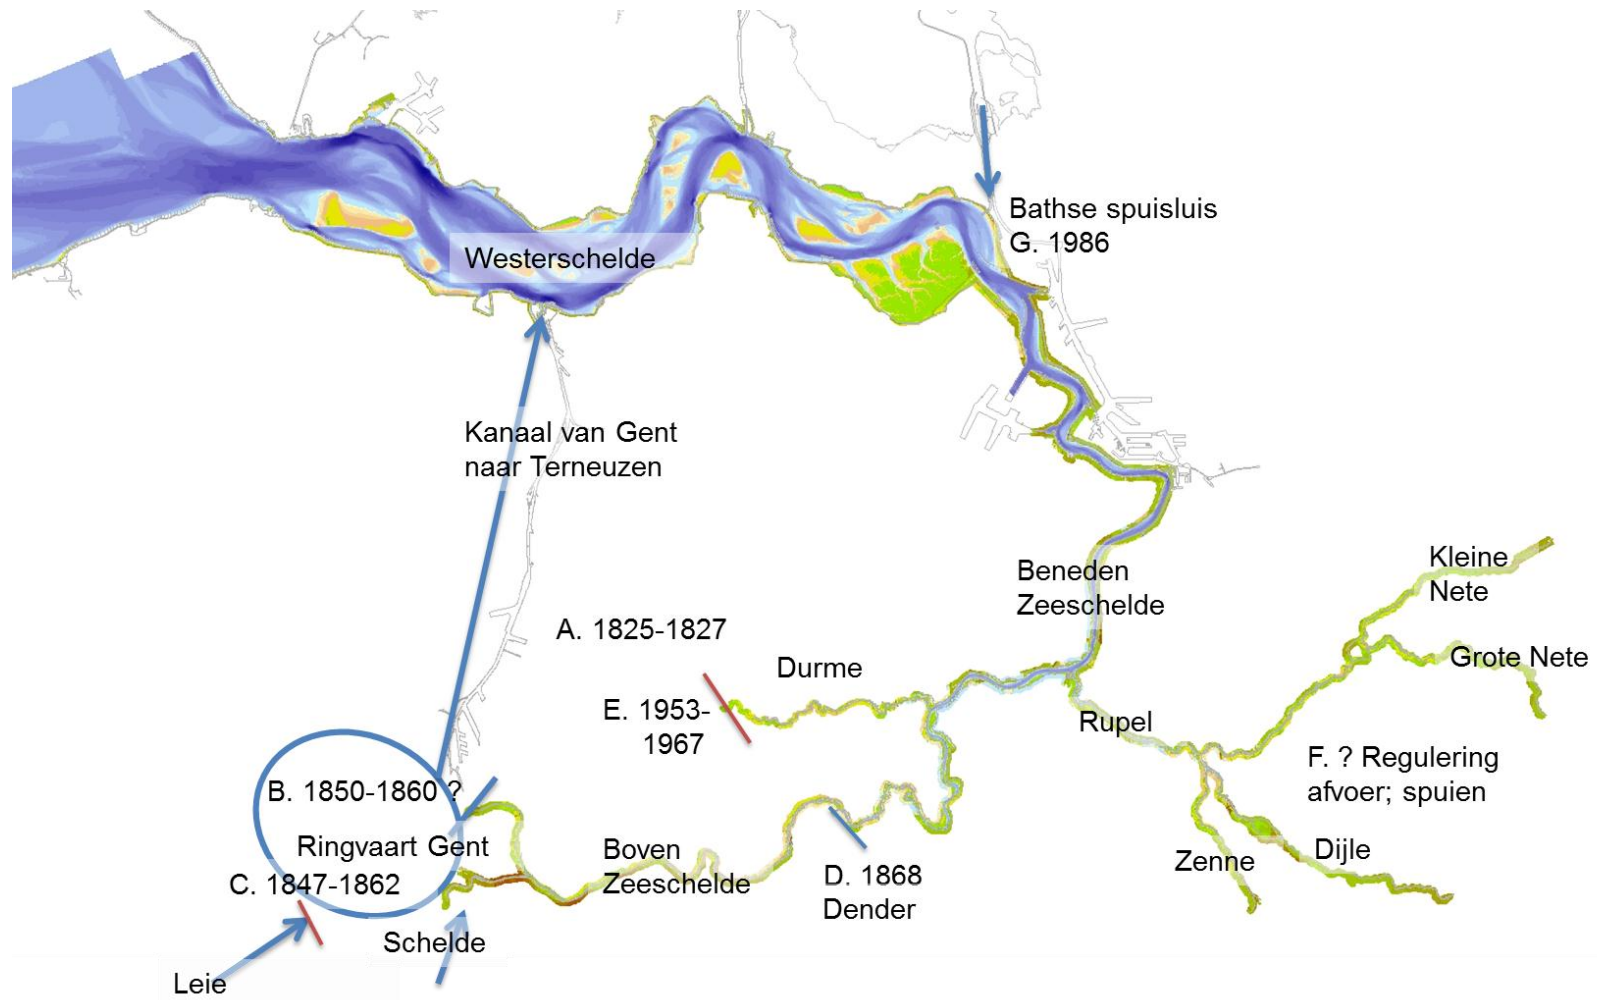 Bathse spuisluis
G. 1986
Westerschelde
Kanaal van Gent
naar Terneuzen
Beneden
Zeeschelde
Kleine
Nete
A. 1825-1827
Durme
Grote Nete
E. 1953-
1967
Rupel
F. ? Regulering
afvoer; spuien
B. 1850-1860 ?
Ringvaart Gent
C. 1847-1862
Boven
Zeeschelde
D. 1868
Dender
Zenne
Dijle
Schelde
Leie